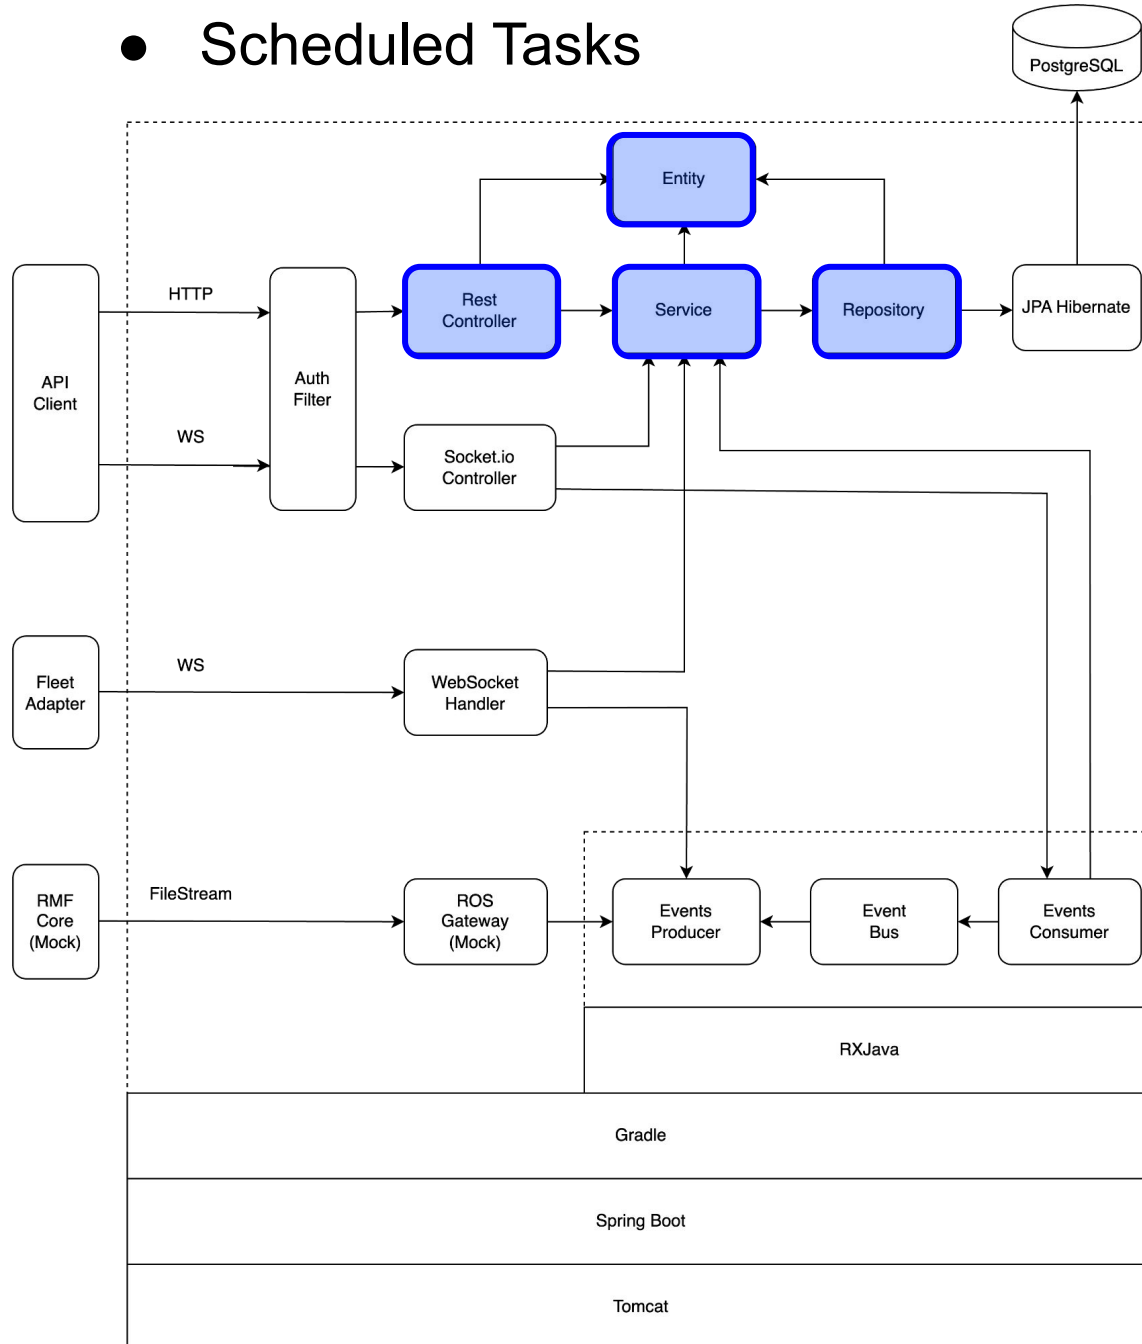 ● Scheduled Tasks
PostgreSQL
Entity
HTTP
Rest
Controller
Service
Repository
JPA Hibernate
API
Client
Auth
Filter
WS
Socket.io
Controller
Fleet
Adapter
WS
WebSocket
Handler
RMF
Core
(Mock)
FileStream
ROS
Gateway
(Mock)
Events
Producer
Event
Bus
Events
Consumer
RXJava
Gradle
Spring Boot
Tomcat